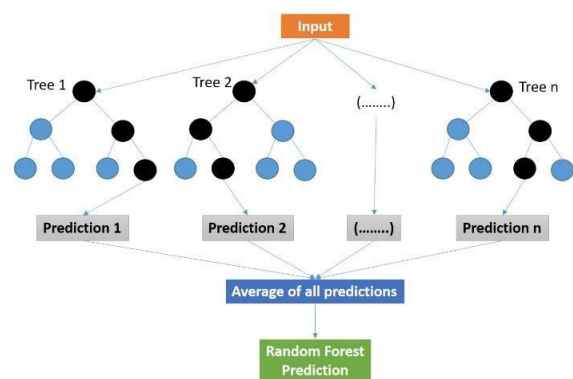 Input
Tree 1
Tree 2
(........)
Tree n
Prediction 1
Prediction 2
(........)
Prediction n
Average of all predictions
Random Forest
Prediction